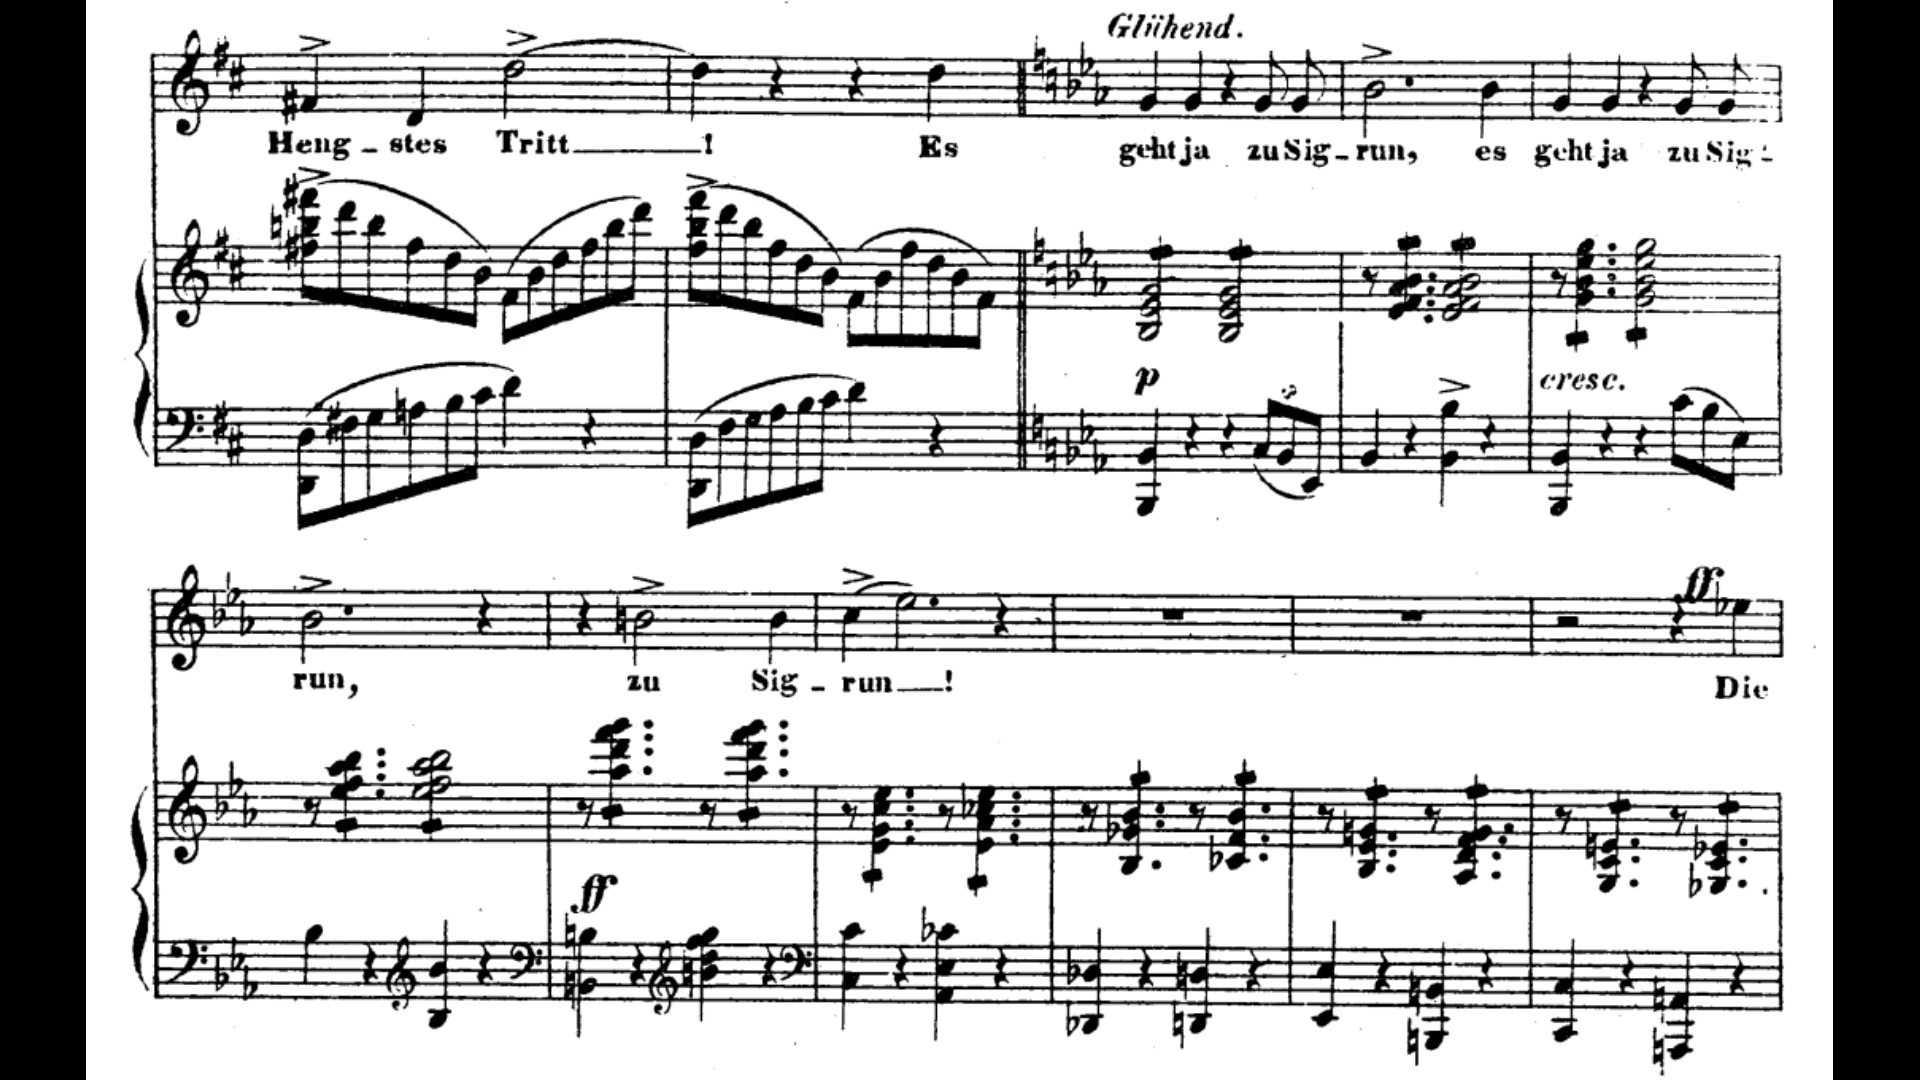 Glühend.
Heng - stes Tritt ! Es geht ja zu Sig - run, es geht ja zu Sig -
p cresc.
ff
run, zu Sig - run ! Die
ff